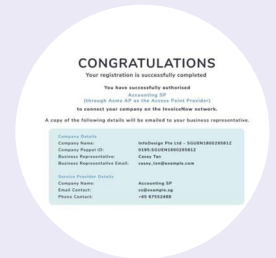 CONGRATULATIONS
Your registration is successfully completed
You have successfully authorised
Accounting SP
(through Acme AP as the Access Point Provider)
to connect your company on the InvoiceNow network.
A copy of the following details will be emailed to your business representative.
Company Details
Company Name: InfoDesign Pte Ltd - SGUEN180028581Z
Company Peppol ID: 0195:SGUEN180028581Z
Business Representative: Casey Tan
Business Representative Email: casey_tan@example.com
Service Provider Details
Company Name: Accounting SP
Email Contact: cs@example.sg
Phone Contact: +65 67552488